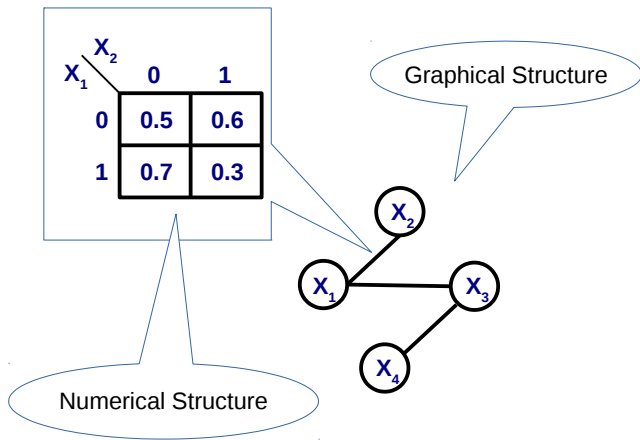 X₂
X₁
0 1
0 0.5 0.6
1 0.7 0.3
Graphical Structure
X₂
X₁
X₃
X₄
Numerical Structure